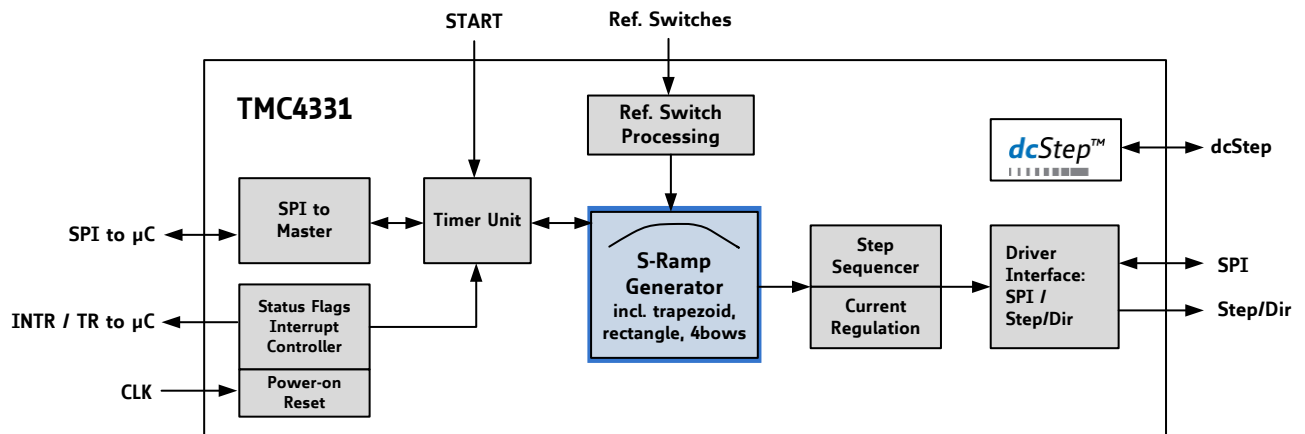 START
Ref. Switches
TMC4331
Ref. Switch
Processing
dcStep™
dcStep
SPI to
Master
Timer Unit
SPI to µC
S-Ramp
Generator
incl. trapezoid,
rectangle, 4bows
Step
Sequencer
Current
Regulation
Driver
Interface:
SPI /
Step/Dir
SPI
Step/Dir
Status Flags
Interrupt
Controller
INTR / TR to µC
Power-on
Reset
CLK